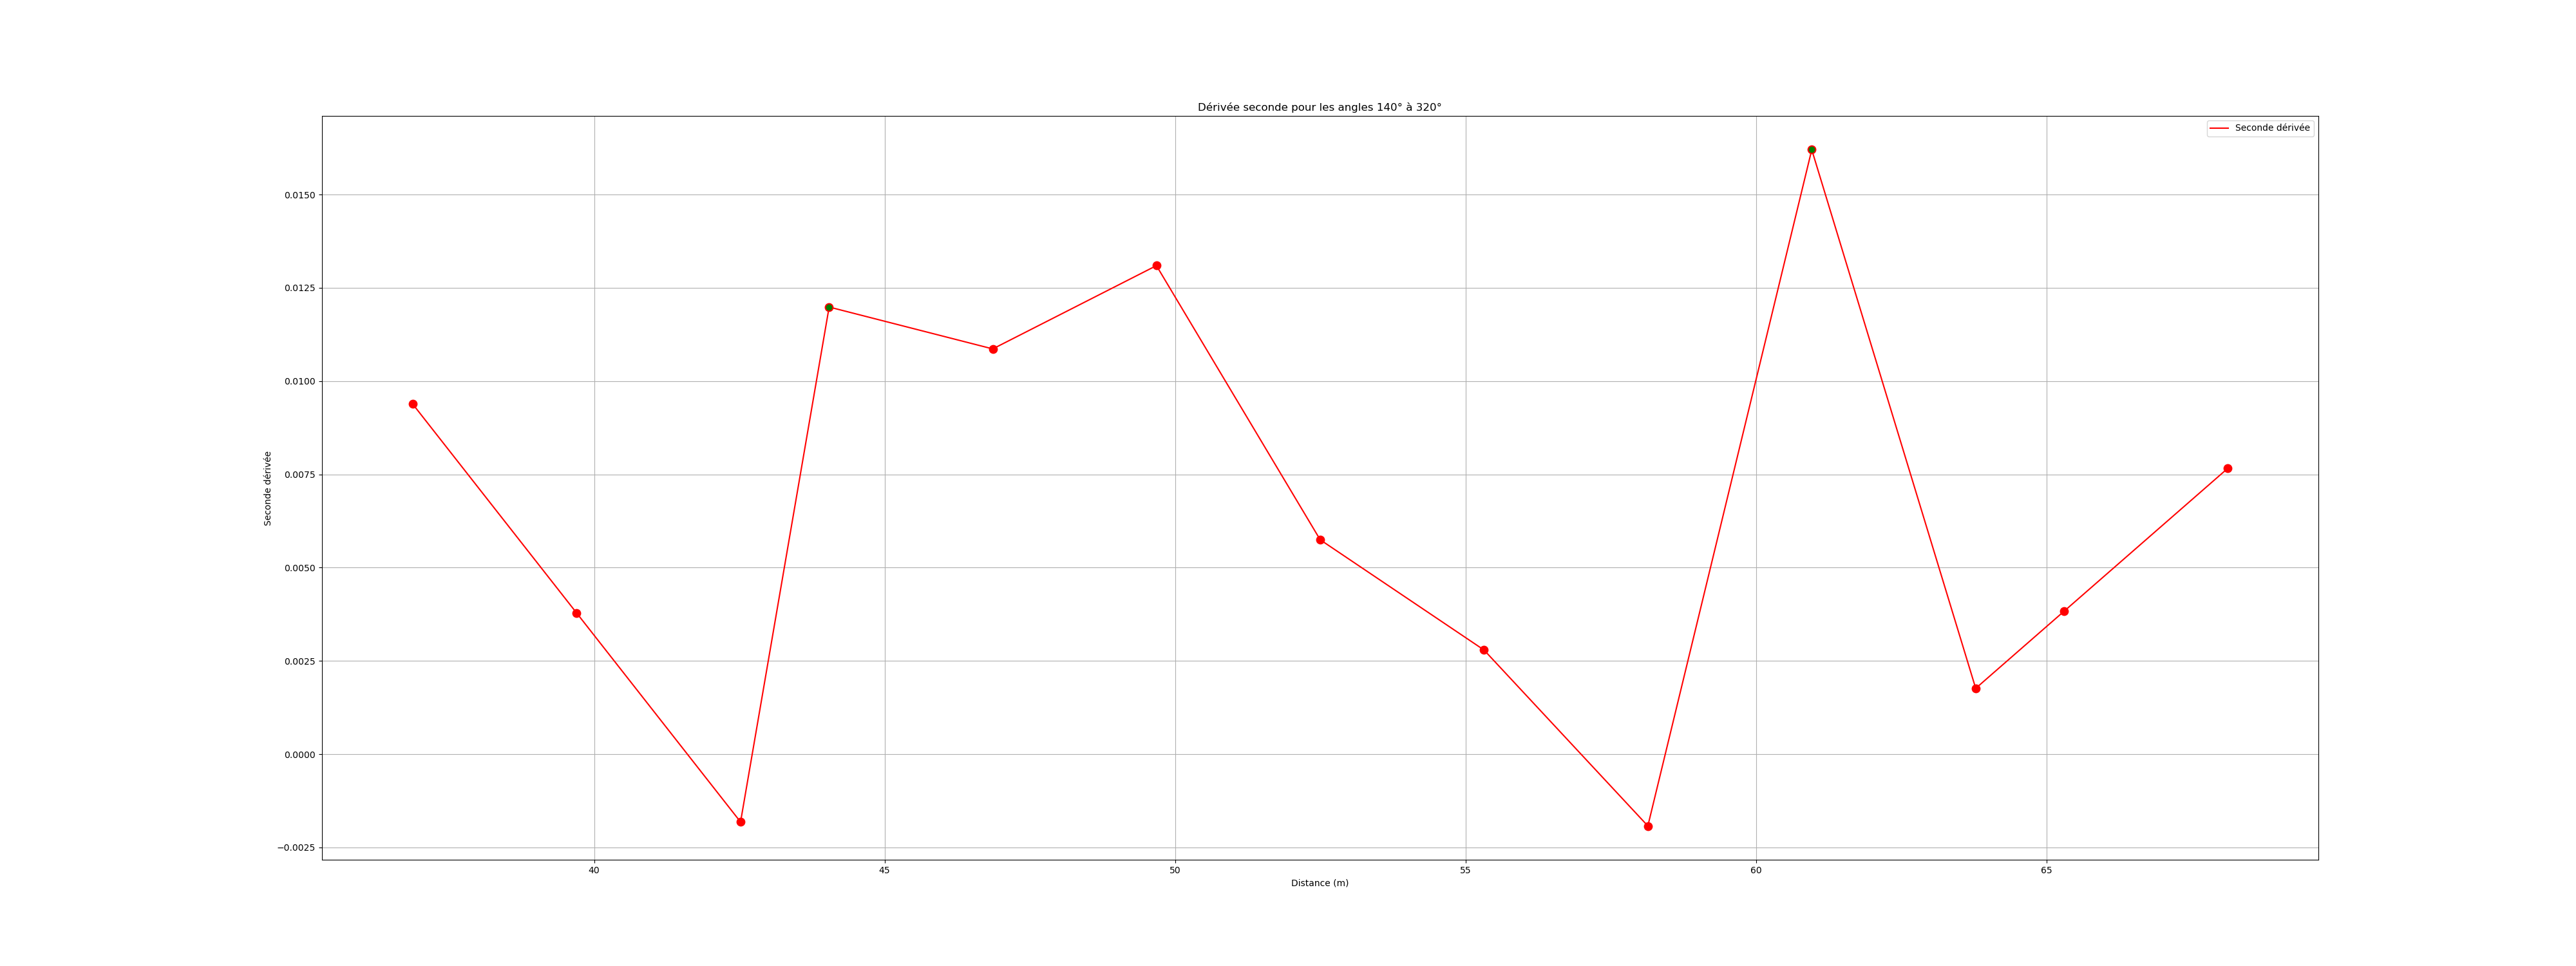 Dérivée seconde pour les angles 140° à 320°
Seconde dérivée
0.0150
0.0125
0.0100
0.0075
0.0050
0.0025
0.0000
−0.0025
Seconde dérivée
40 45 50 55 60 65
Distance (m)